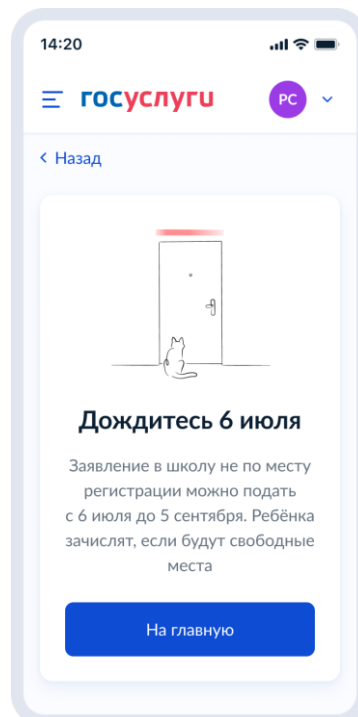 14:20
госуслуги
РС
Назад
Дождитесь 6 июля
Заявление в школу не по месту
регистрации можно подать
с 6 июля до 5 сентября. Ребёнка
зачислят, если будут свободные
места
На главную